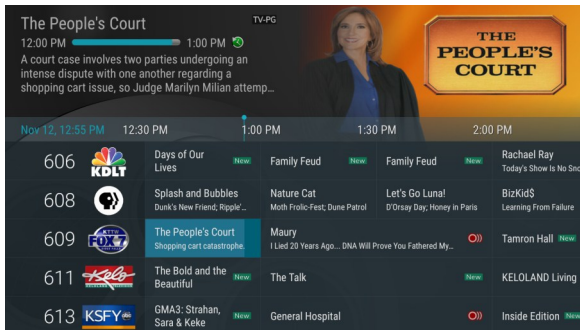 The People's Court TV-PG
12:00 PM 1:00 PM
A court case involves two parties undergoing an
intense dispute with one another regarding a
shopping cart issue, so Judge Marilyn Milian attemp...
THE
PEOPLE'S
COURT
Nov 12, 12:55 PM 12:30 PM 1:00 PM 1:30 PM 2:00 PM
606 KDLT Days of Our Lives New Family Feud New Family Feud New Rachael Ray
Today's Show Is No Sno
608 Splash and Bubbles Nature Cat Let's Go Luna! BizKid$
Dunk's New Friend; Ripple'... Moth Frolic-Fest; Dune Patrol D'Orsay Day; Honey in Paris Learning From Failure
609 KTTW FOX 7 The People's Court Maury Tamron Hall New
Shopping cart catastrophe. I Lied 20 Years Ago... DNA Will Prove You Fathered My...
611 Kelo The Bold and the Beautiful New The Talk New KELOLAND Living
613 KSFY GMA3: Strahan, Sara & Keke New General Hospital Inside Edition New